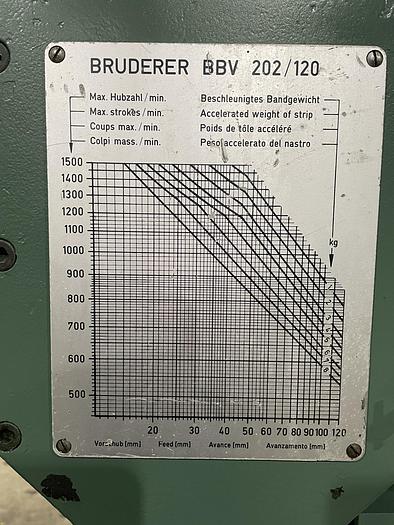 BRUDERER BBV 202/120
Max. Hubzahl/min. Beschleunigtes Bandgewicht
Max. strokes/min. Accelerated weight of strip
Coups max./min. Poids de tôle accéléré
Colpi mass./min. Peso accelerato del nastro
1500
1400
1300
1200
1100
1000
900
800
700
600
500
kg
20 30 40 50 60 70 80 90 100 120
Vorschub (mm) Feed (mm) Avance (mm) Avanzamento (mm)